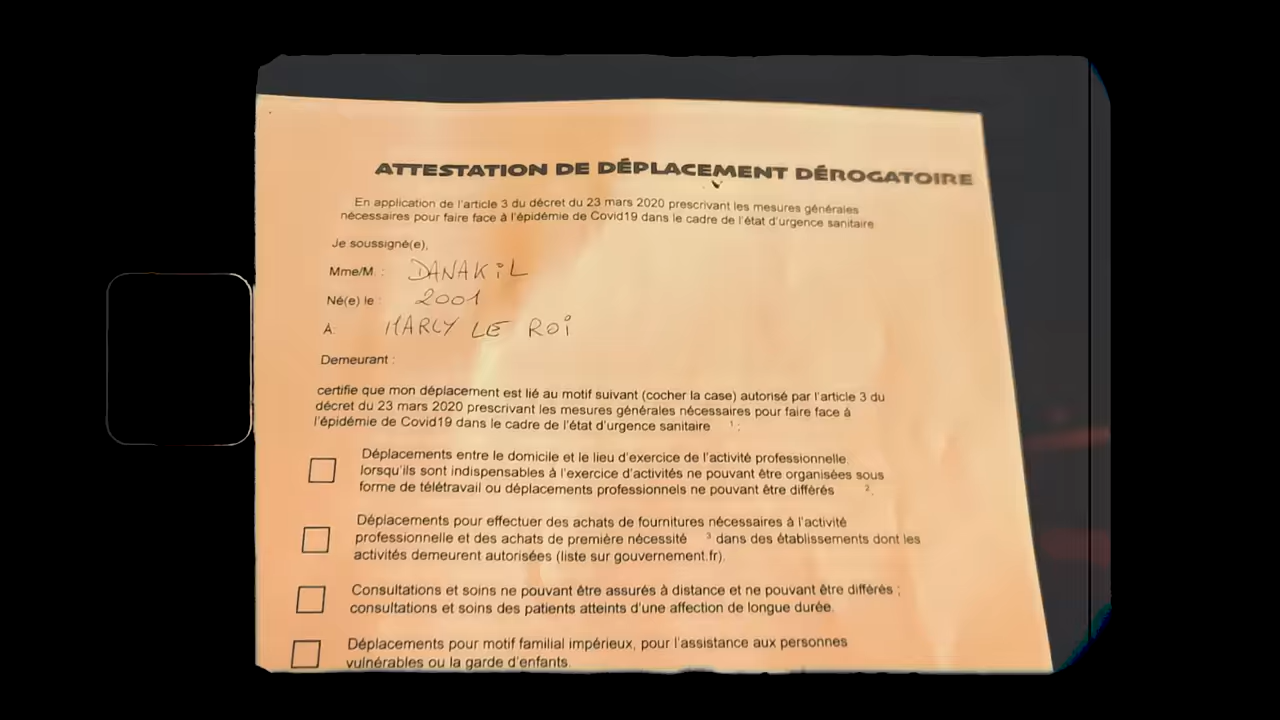 ATTESTATION DE DÉPLACEMENT DÉROGATOIRE
En application de l'article 3 du décret du 23 mars 2020 prescrivant les mesures générales
nécessaires pour faire face à l'épidémie de Covid19 dans le cadre de l'état d'urgence sanitaire
Je soussigné(e),
Mme/M. : DANAKiL
Né(e) le : 2001
A: MARLY LE ROi
Demeurant :
certifie que mon déplacement est lié au motif suivant (cocher la case) autorisé par l'article 3 du
décret du 23 mars 2020 prescrivant les mesures générales nécessaires pour faire face à
l'épidémie de Covid19 dans le cadre de l'état d'urgence sanitaire 1 :
Déplacements entre le domicile et le lieu d'exercice de l'activité professionnelle,
lorsqu'ils sont indispensables à l'exercice d'activités ne pouvant être organisées sous
forme de télétravail ou déplacements professionnels ne pouvant être différés 2.
Déplacements pour effectuer des achats de fournitures nécessaires à l'activité
professionnelle et des achats de première nécessité 3 dans des établissements dont les
activités demeurent autorisées (liste sur gouvernement.fr).
Consultations et soins ne pouvant être assurés à distance et ne pouvant être différés ;
consultations et soins des patients atteints d'une affection de longue durée.
Déplacements pour motif familial impérieux, pour l'assistance aux personnes
vulnérables ou la garde d'enfants.